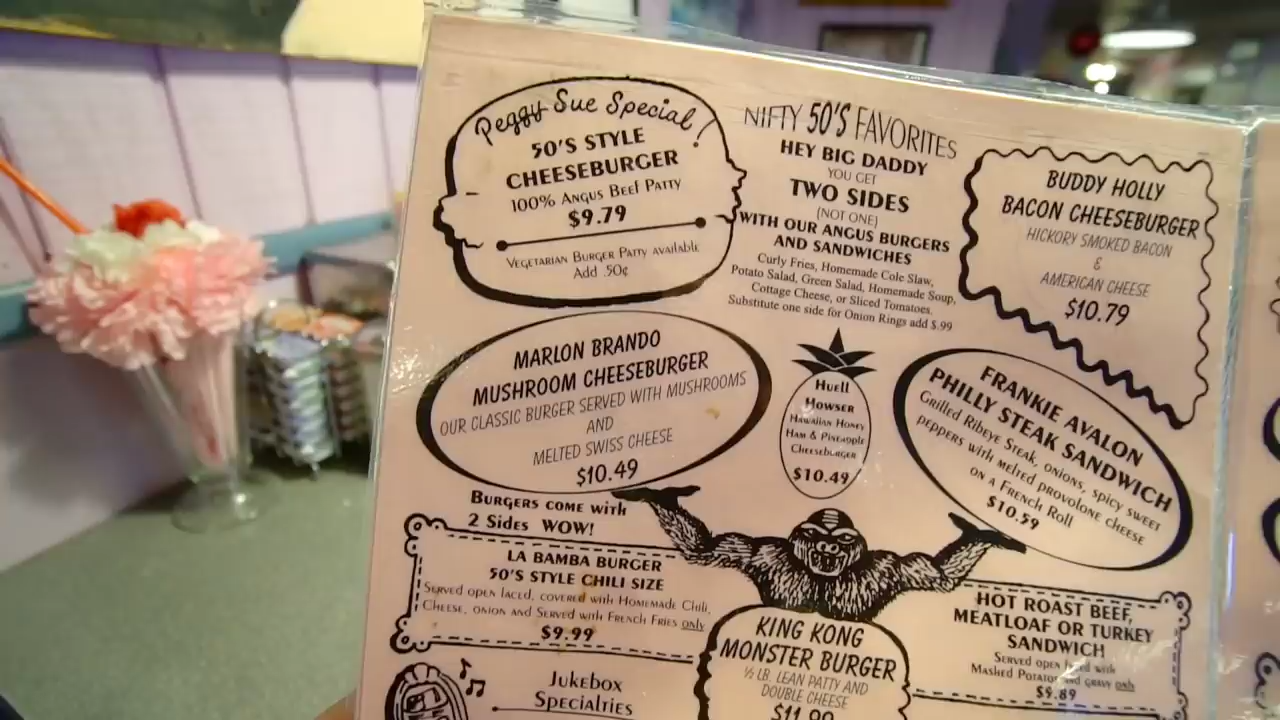 Peggy Sue Special!
50'S STYLE
CHEESEBURGER
100% ANGUS BEEF PATTY
$9.79
VEGETARIAN BURGER PATTY AVAILABLE
ADD .50¢
NIFTY 50'S FAVORITES
HEY BIG DADDY
YOU GET
TWO SIDES
(NOT ONE)
WITH OUR ANGUS BURGERS
AND SANDWICHES
Curly Fries, Homemade Cole Slaw,
Potato Salad, Green Salad, Homemade Soup,
Cottage Cheese, or Sliced Tomatoes.
Substitute one side for Onion Rings add $.99
BUDDY HOLLY
BACON CHEESEBURGER
HICKORY SMOKED BACON
&
AMERICAN CHEESE
$10.79
MARLON BRANDO
MUSHROOM CHEESEBURGER
OUR CLASSIC BURGER SERVED WITH MUSHROOMS
AND
MELTED SWISS CHEESE
$10.49
Huell
Howser
Hawaiian Honey
Ham & Pineapple
Cheeseburger
$10.49
FRANKIE AVALON
PHILLY STEAK SANDWICH
Grilled Ribeye Steak, onions, spicy sweet
peppers with melted provolone cheese
on a French Roll
$10.59
Burgers come with
2 Sides WOW!
LA BAMBA BURGER
50'S STYLE CHILI SIZE
Served open faced, covered with Homemade Chili,
Cheese, onion and Served with French Fries only
$9.99
KING KONG
MONSTER BURGER
½ LB. LEAN PATTY AND
DOUBLE CHEESE
$11.99
HOT ROAST BEEF,
MEATLOAF OR TURKEY
SANDWICH
Served open faced with
Mashed Potatoes and gravy only
$9.89
Jukebox
Specialties